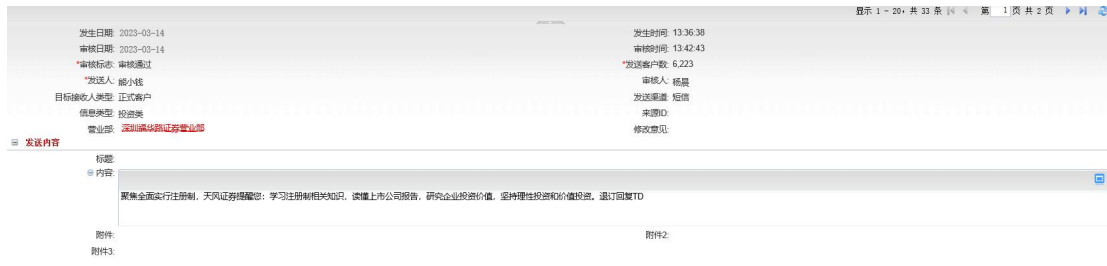 显示 1 - 20，共 33 条 第 1 页 共 2 页
发生日期: 2023-03-14 发生时间: 13:36:38
审核日期: 2023-03-14 审核时间: 13:42:43
*审核标志: 审核通过 *发送客户数: 6,223
*发送人: 熊小钱 审核人: 杨晨
目标接收人类型: 正式客户 发送渠道: 短信
信息类型: 投资类 来源ID:
营业部: 深圳福华路证券营业部 修改意见:
发送内容
标题:
内容:
聚焦全面实行注册制，天风证券提醒您：学习注册制相关知识，读懂上市公司报告，研究企业投资价值，坚持理性投资和价值投资。退订回复TD
附件: 附件2:
附件3: